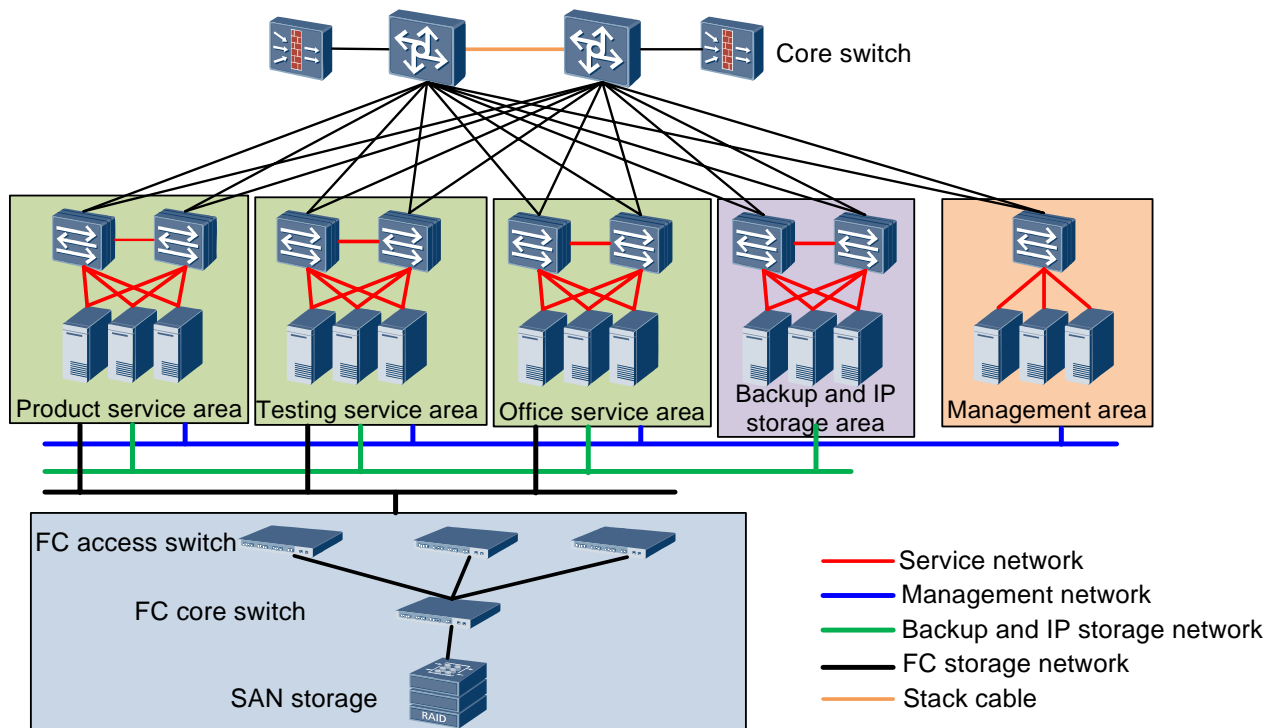 Core switch
Product service area
Testing service area
Office service area
Backup and IP
storage area
Management area
FC access switch
FC core switch
SAN storage
RAID
Service network
Management network
Backup and IP storage network
FC storage network
Stack cable